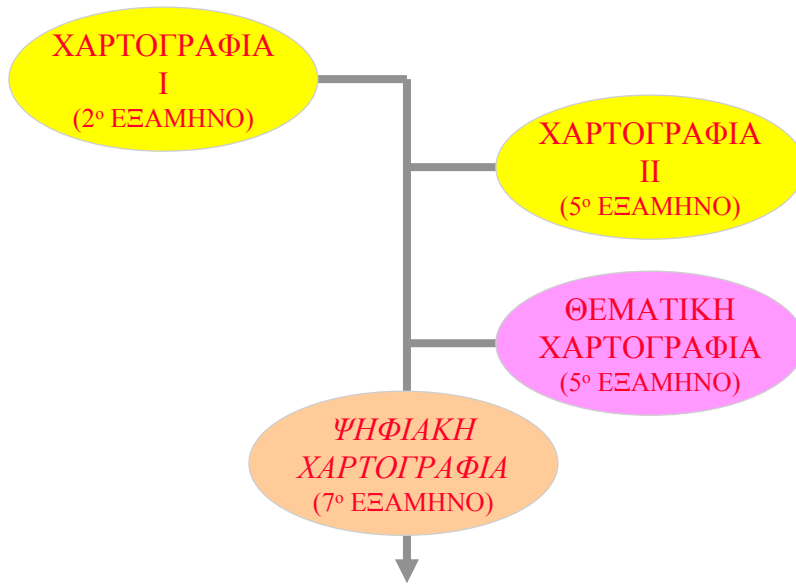 ΧΑΡΤΟΓΡΑΦΙΑ
Ι
(2ο ΕΞΑΜΗΝΟ)
ΧΑΡΤΟΓΡΑΦΙΑ
ΙΙ
(5ο ΕΞΑΜΗΝΟ)
ΘΕΜΑΤΙΚΗ
ΧΑΡΤΟΓΡΑΦΙΑ
(5ο ΕΞΑΜΗΝΟ)
ΨΗΦΙΑΚΗ
ΧΑΡΤΟΓΡΑΦΙΑ
(7ο ΕΞΑΜΗΝΟ)